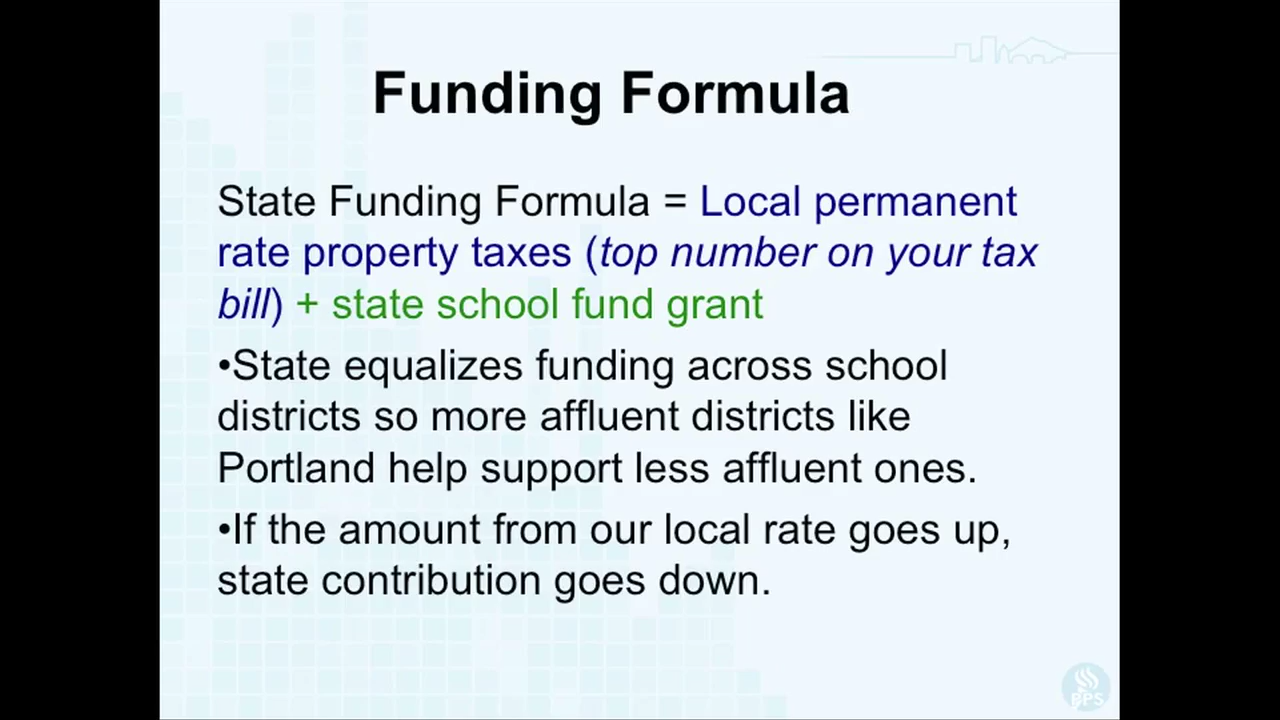 Funding Formula
State Funding Formula = Local permanent
rate property taxes (top number on your tax
bill) + state school fund grant
•State equalizes funding across school
districts so more affluent districts like
Portland help support less affluent ones.
•If the amount from our local rate goes up,
state contribution goes down.
PPS